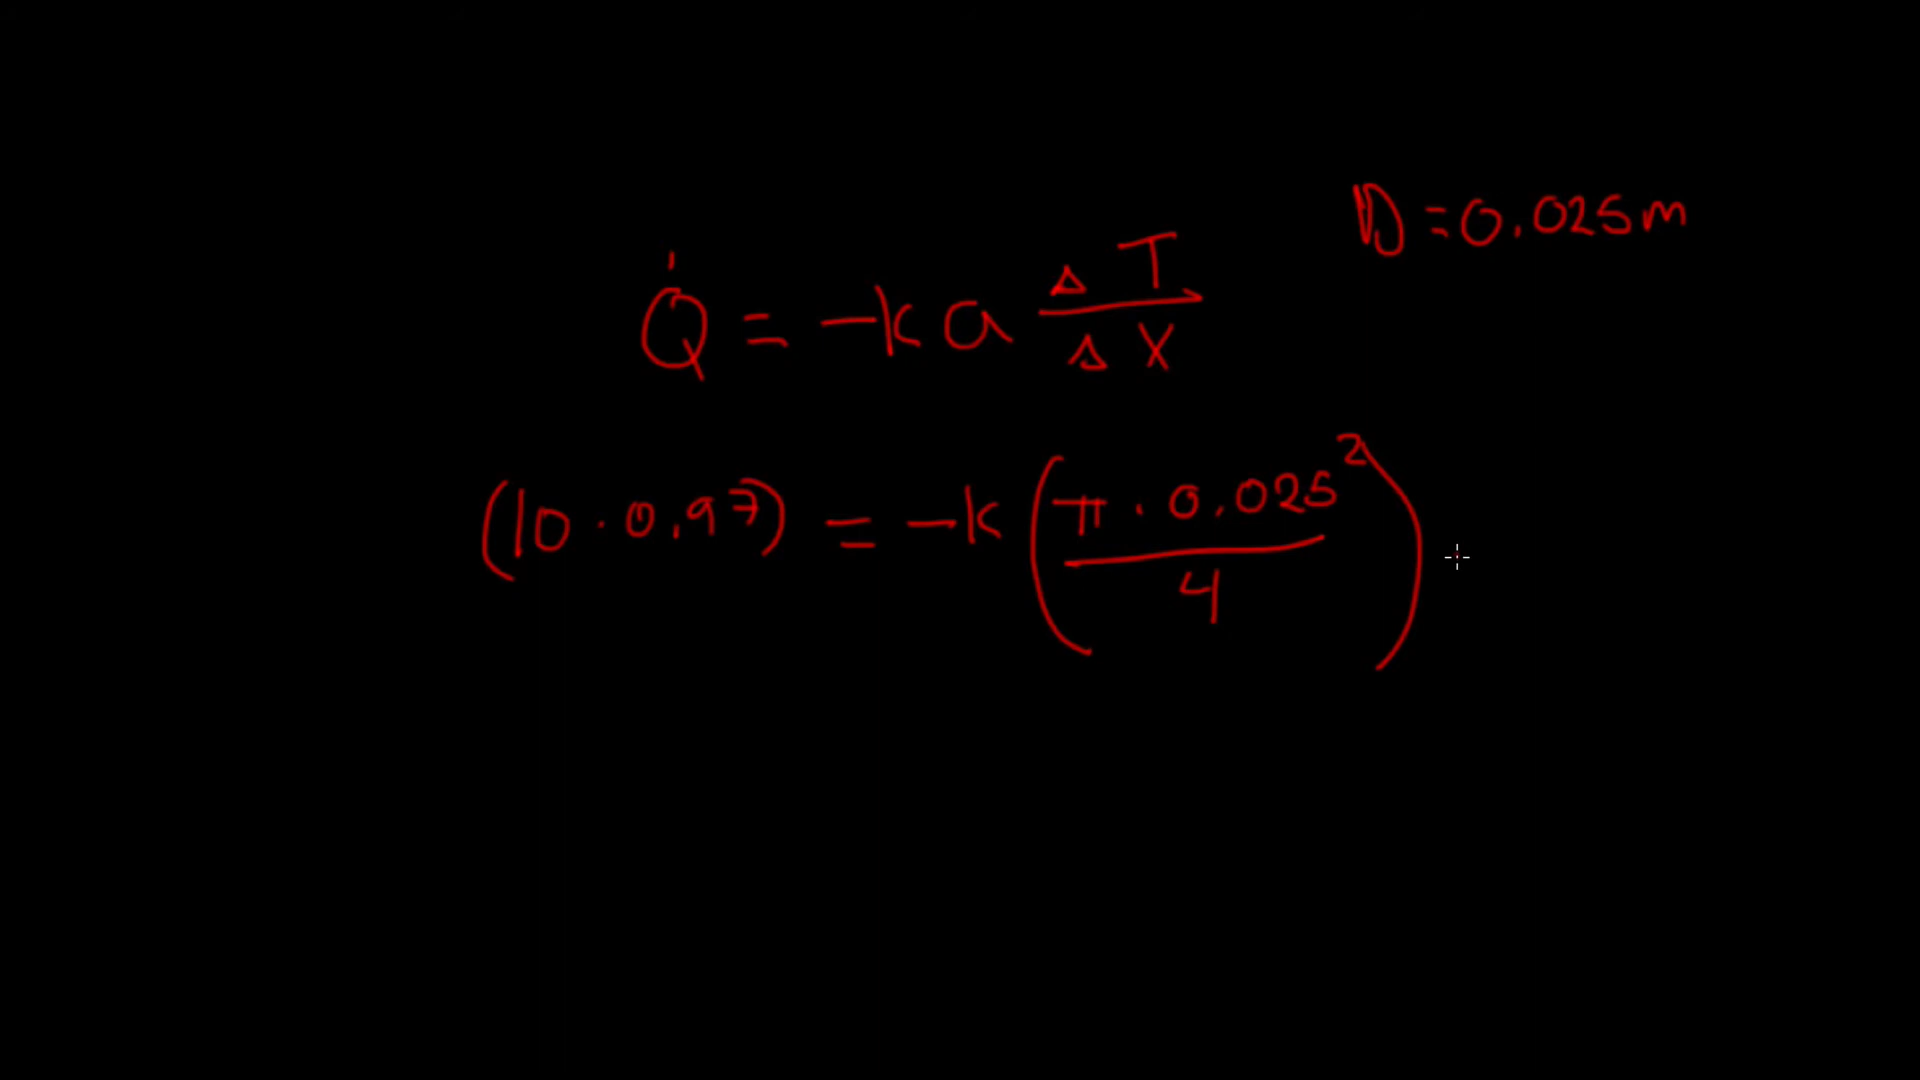 D = 0.025m
Q̇ = -ka ΔT/ΔX
(10 · 0.97) = -k (π · 0.025²/4)